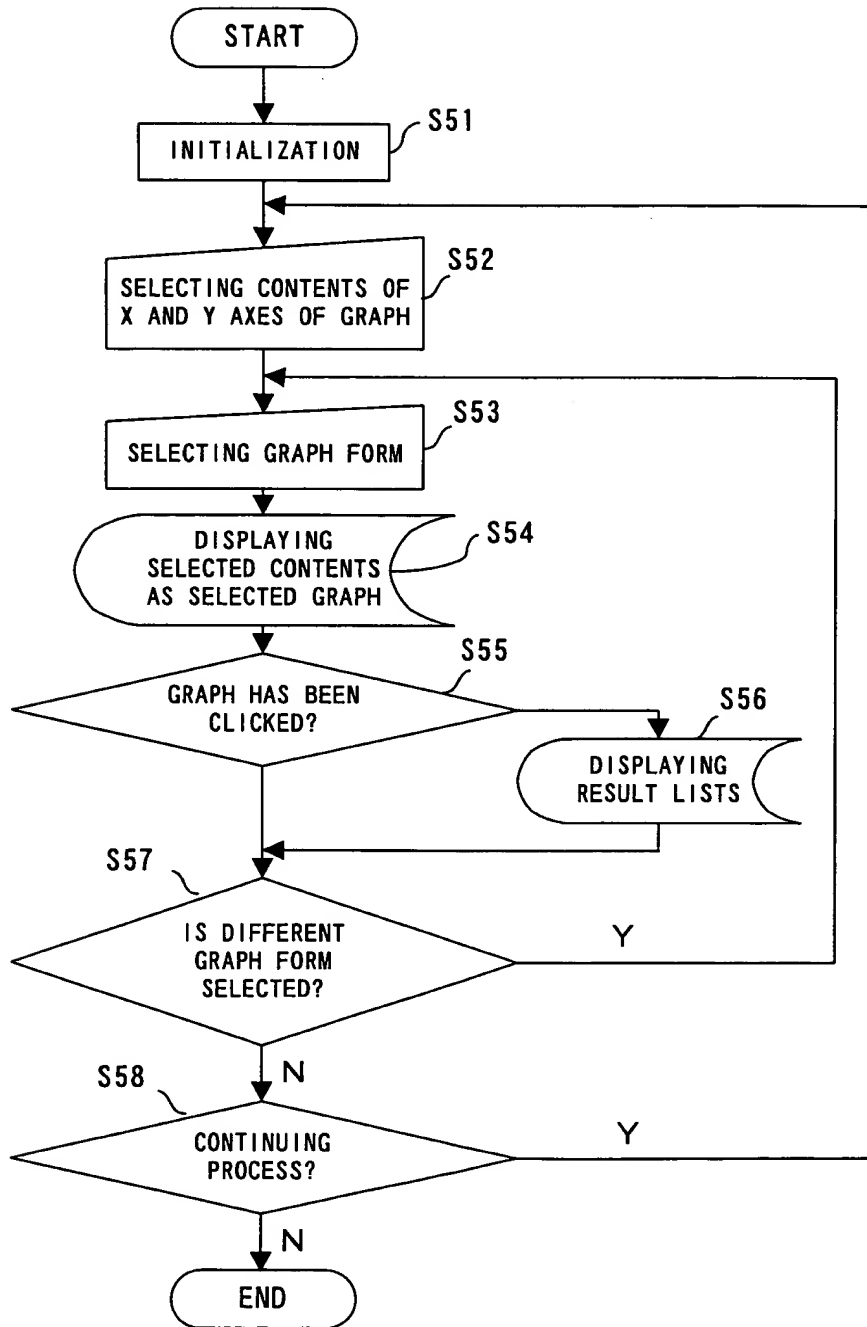 START
S51
INITIALIZATION
S52
SELECTING CONTENTS OF
X AND Y AXES OF GRAPH
S53
SELECTING GRAPH FORM
DISPLAYING
SELECTED CONTENTS
AS SELECTED GRAPH
S54
S55
GRAPH HAS BEEN
CLICKED?
S56
DISPLAYING
RESULT LISTS
S57
IS DIFFERENT
GRAPH FORM
SELECTED?
Y
N
S58
CONTINUING
PROCESS?
Y
N
END